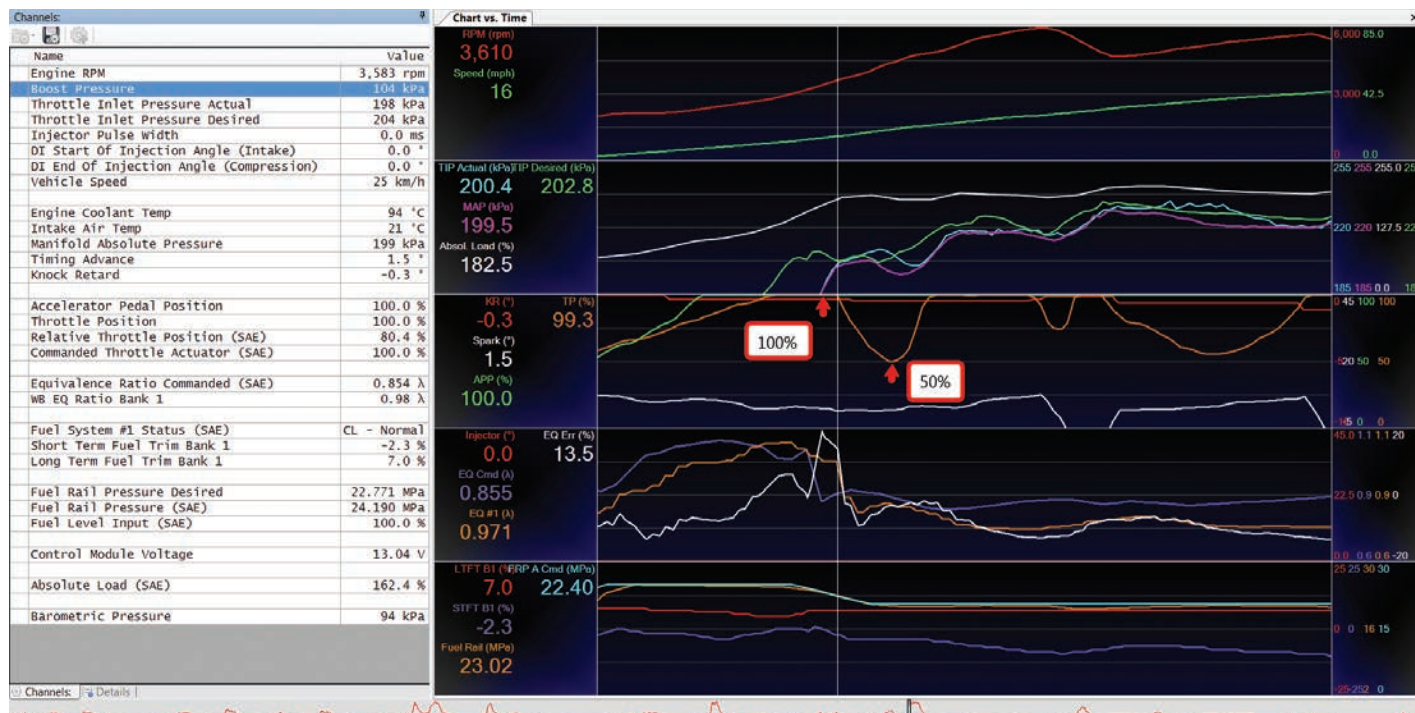 Channels:
Name Value
Engine RPM 3,583 rpm
Boost Pressure 104 kPa
Throttle Inlet Pressure Actual 198 kPa
Throttle Inlet Pressure Desired 204 kPa
Injector Pulse Width 0.0 ms
DI Start Of Injection Angle (Intake) 0.0 °
DI End Of Injection Angle (Compression) 0.0 °
Vehicle Speed 25 km/h
Engine Coolant Temp 94 °C
Intake Air Temp 21 °C
Manifold Absolute Pressure 199 kPa
Timing Advance 1.5 °
Knock Retard -0.3 °
Accelerator Pedal Position 100.0 %
Throttle Position 100.0 %
Relative Throttle Position (SAE) 80.4 %
Commanded Throttle Actuator (SAE) 100.0 %
Equivalence Ratio Commanded (SAE) 0.854 λ
WB EQ Ratio Bank 1 0.98 λ
Fuel System #1 Status (SAE) CL - Normal
Short Term Fuel Trim Bank 1 -2.3 %
Long Term Fuel Trim Bank 1 7.0 %
Fuel Rail Pressure Desired 22.771 MPa
Fuel Rail Pressure (SAE) 24.190 MPa
Fuel Level Input (SAE) 100.0 %
Control Module Voltage 13.04 V
Absolute Load (SAE) 162.4 %
Barometric Pressure 94 kPa
Channels: Details
Chart vs. Time
RPM (rpm)
3,610
Speed (mph)
16
6,000 85.0
3,000 42.5
0 0.0
TIP Actual (kPa) TIP Desired (kPa)
200.4 202.8
MAP (kPa)
199.5
Absol. Load (%)
182.5
255 255 255.0 25
220 220 127.5 22
185 185 0.0 18
KR (°) TP (%)
-0.3 99.3
Spark (°)
1.5
APP (%)
100.0
100%
50%
0 45 100 100
-5 20 50 50
0 0
Injector (°) EQ Err (%)
0.0 13.5
EQ Cmd (λ)
0.855
EQ #1 (λ)
0.971
45.0 1.1 1.1 20
22.5 0.9 0.9 0
0.0 0.6 0.6 -20
LTFT B1 (%) FRP A Cmd (MPa)
7.0 22.40
STFT B1 (%)
-2.3
Fuel Rail (MPa)
23.02
25 25 30 30
0 0 16 15
-25 -25 2 0